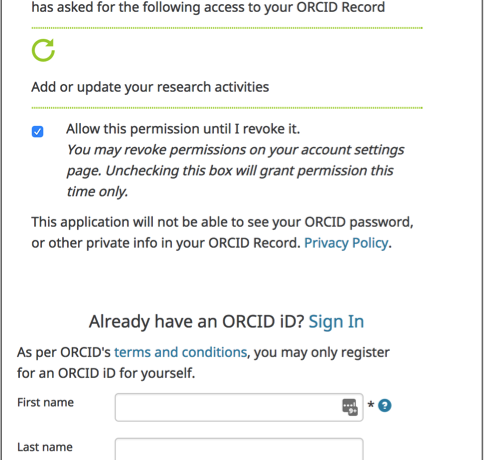 has asked for the following access to your ORCID Record
Add or update your research activities
Allow this permission until I revoke it.
You may revoke permissions on your account settings
page. Unchecking this box will grant permission this
time only.
This application will not be able to see your ORCID password,
or other private info in your ORCID Record. Privacy Policy.
Already have an ORCID iD? Sign In
As per ORCID's terms and conditions, you may only register
for an ORCID iD for yourself.
First name * ?
Last name